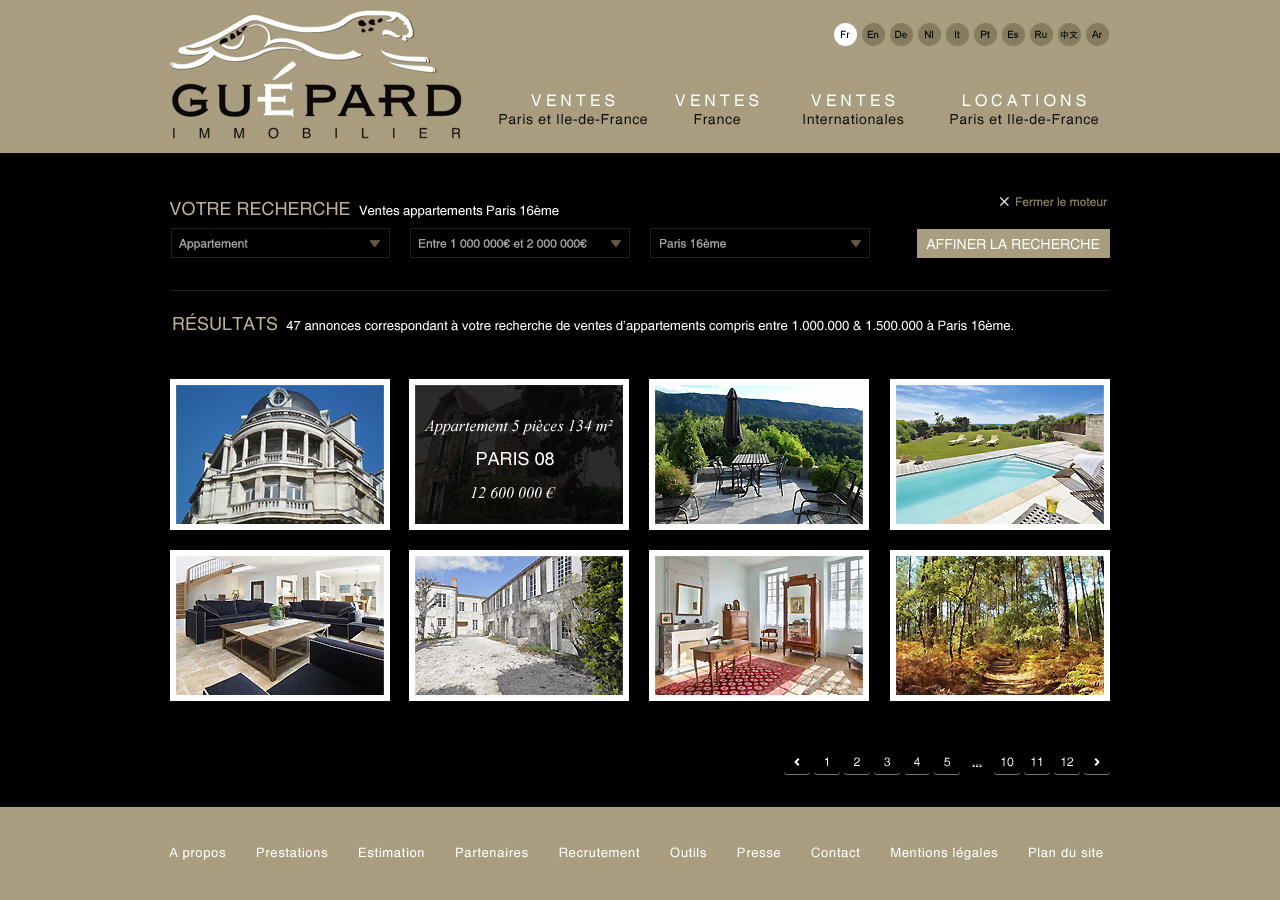 GUÉPARD
IMMOBILIER
Fr En De Nl It Pt Es Ru 中文 Ar
VENTES
Paris et Ile-de-France
VENTES
France
VENTES
Internationales
LOCATIONS
Paris et Ile-de-France
VOTRE RECHERCHE Ventes appartements Paris 16ème
Fermer le moteur
Appartement
Entre 1 000 000€ et 2 000 000€
Paris 16ème
AFFINER LA RECHERCHE
RÉSULTATS 47 annonces correspondant à votre recherche de ventes d’appartements compris entre 1.000.000 & 1.500.000 à Paris 16ème.
Appartement 5 pièces 134 m²
PARIS 08
12 600 000 €
1 2 3 4 5 ... 10 11 12
A propos Prestations Estimation Partenaires Recrutement Outils Presse Contact Mentions légales Plan du site